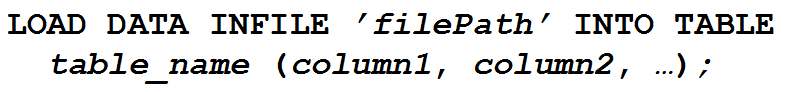 LOAD DATA INFILE ’filePath’ INTO TABLE
table_name (column1, column2, …);